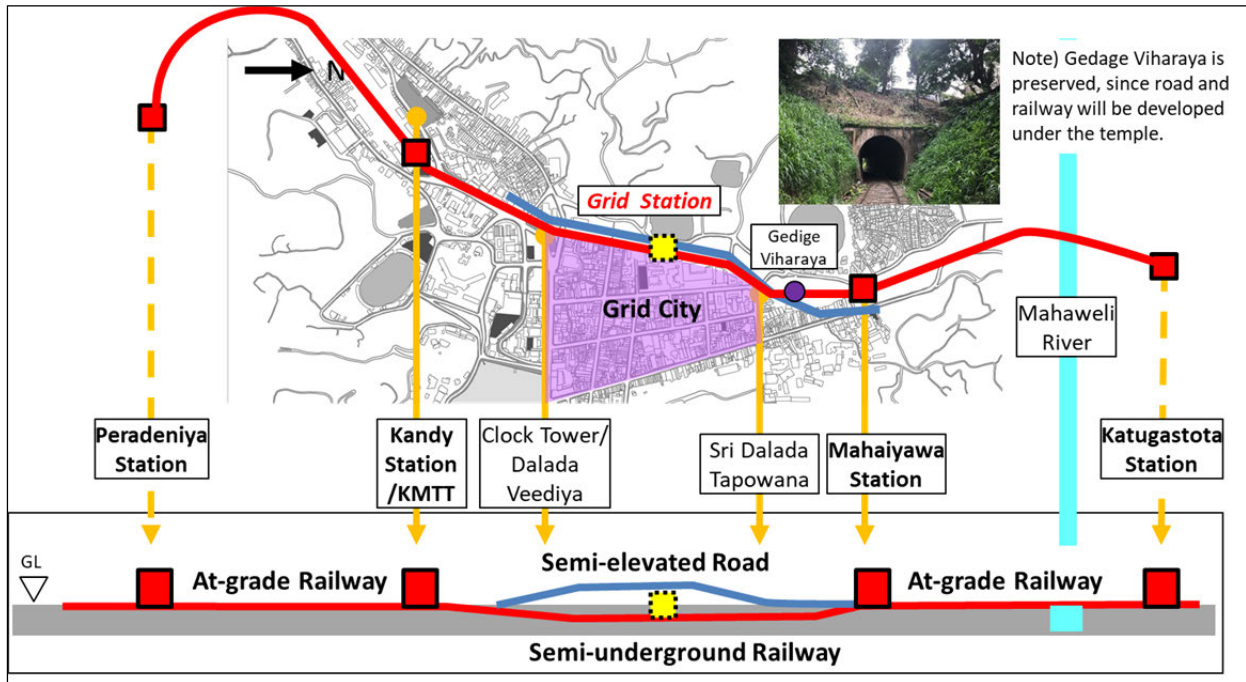 N
Note) Gedage Viharaya is
preserved, since road and
railway will be developed
under the temple.
Grid Station
Gedige
Viharaya
Grid City
Mahaweli
River
Peradeniya
Station
Kandy
Station
/KMTT
Clock Tower/
Dalada
Veediya
Sri Dalada
Tapowana
Mahaiyawa
Station
Katugastota
Station
GL
At-grade Railway
Semi-elevated Road
At-grade Railway
Semi-underground Railway